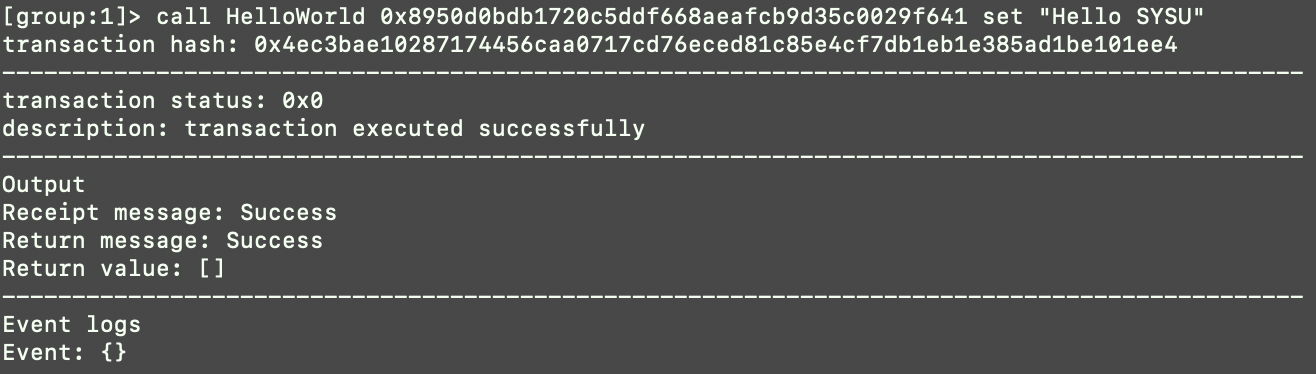 [group:1]> call HelloWorld 0x8950d0bdb1720c5ddf668aeafcb9d35c0029f641 set "Hello SYSU"
transaction hash: 0x4ec3bae10287174456caa0717cd76eced81c85e4cf7db1eb1e385ad1be101ee4
---------------------------------------------------------------------------------------------
transaction status: 0x0
description: transaction executed successfully
---------------------------------------------------------------------------------------------
Output
Receipt message: Success
Return message: Success
Return value: []
---------------------------------------------------------------------------------------------
Event logs
Event: {}